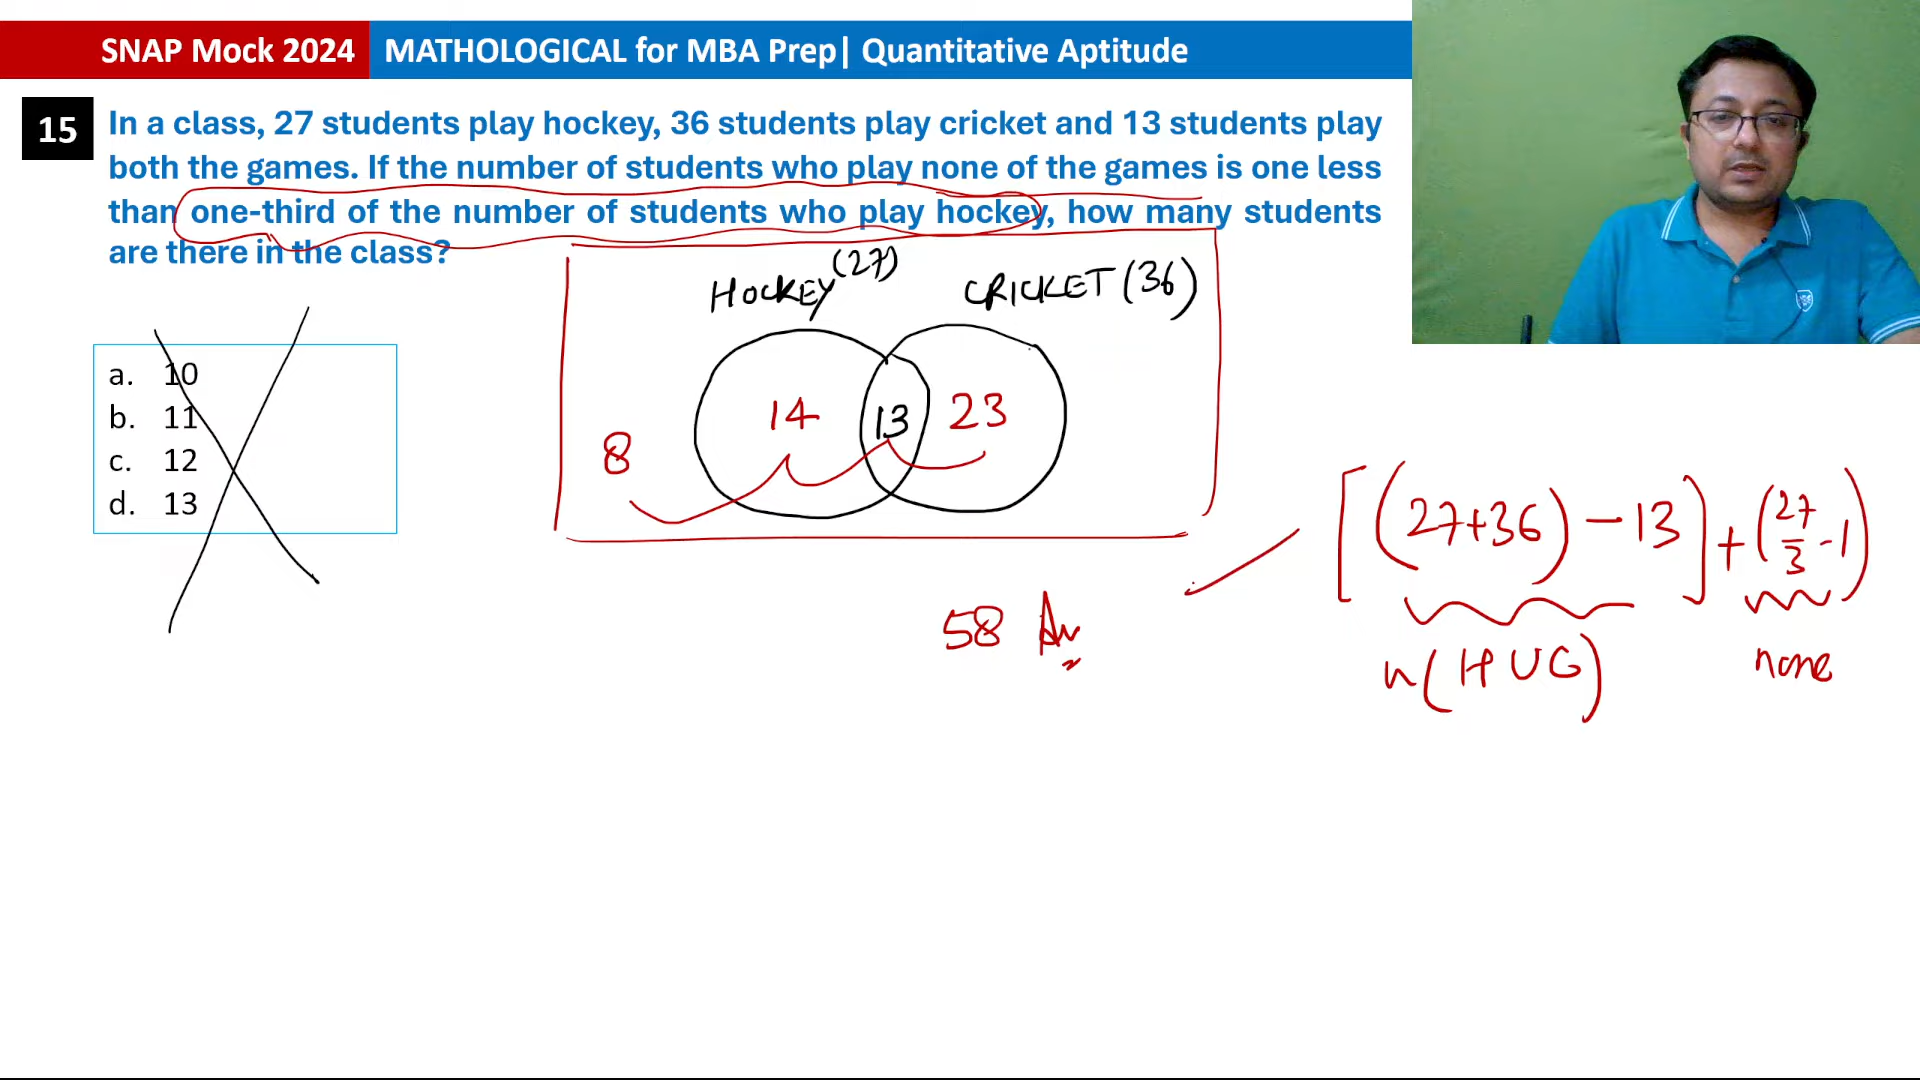 SNAP Mock 2024 MATHOLOGICAL for MBA Prep| Quantitative Aptitude
15 In a class, 27 students play hockey, 36 students play cricket and 13 students play
both the games. If the number of students who play none of the games is one less
than one-third of the number of students who play hockey, how many students
are there in the class?
HOCKEY (27) CRICKET (36)
a. 10
b. 11
c. 12
d. 13
8 14 13 23
[(27+36) - 13] + (27/3 - 1)
58 An
n(HUG) none